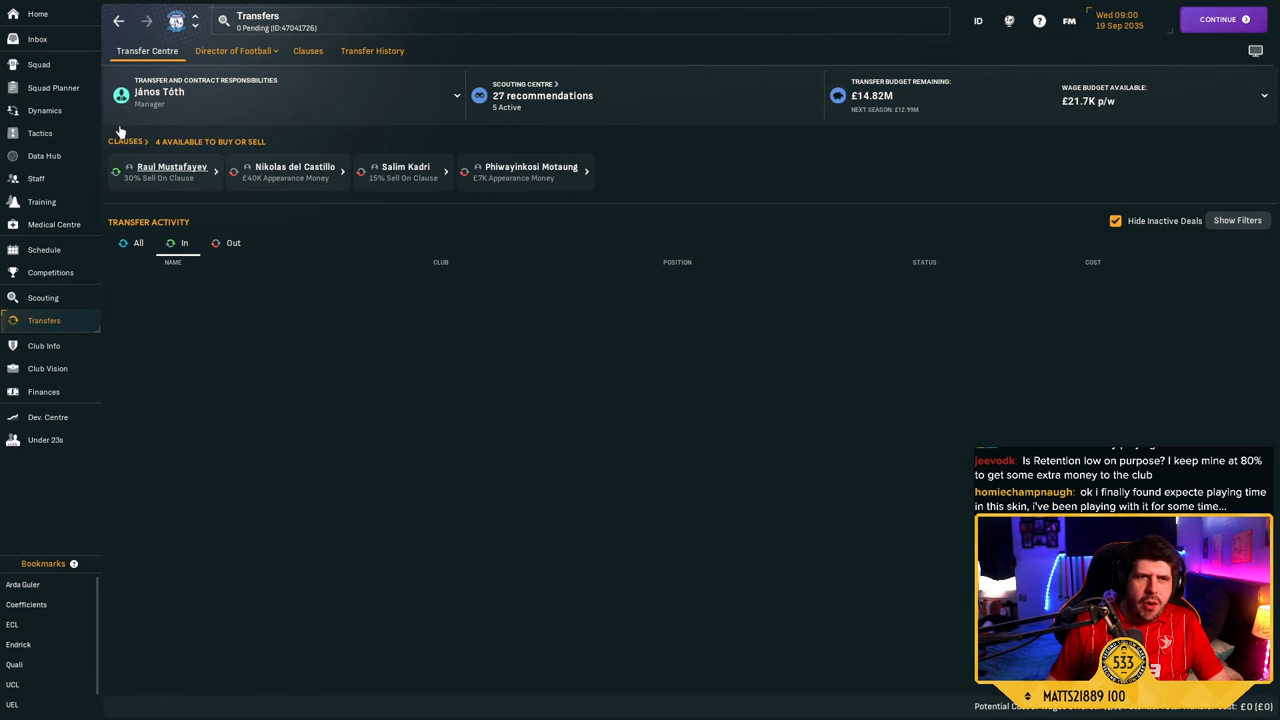 Home
Inbox
Squad
Squad Planner
Dynamics
Tactics
Data Hub
Staff
Training
Medical Centre
Schedule
Competitions
Scouting
Transfers
Club Info
Club Vision
Finances
Dev. Centre
Under 23s
Bookmarks ?
Arda Guler
Coefficients
ECL
Endrick
Quali
UCL
UEL
Transfers
0 Pending (ID:47041726)
ID
?
FM
Wed 09:00
19 Sep 2035
CONTINUE
Transfer Centre
Director of Football
Clauses
Transfer History
TRANSFER AND CONTRACT RESPONSIBILITIES
János Tóth
Manager
SCOUTING CENTRE >
27 recommendations
5 Active
TRANSFER BUDGET REMAINING:
£14.82M
NEXT SEASON: £12.99M
WAGE BUDGET AVAILABLE:
£21.7K p/w
CLAUSES > 4 AVAILABLE TO BUY OR SELL
Raul Mustafayev
30% Sell On Clause
Nikolas del Castillo
£40K Appearance Money
Salim Kadri
15% Sell On Clause
Phiwayinkosi Motaung
£7K Appearance Money
TRANSFER ACTIVITY
Hide Inactive Deals
Show Filters
All
In
Out
NAME
CLUB
POSITION
STATUS
COST
jeevodk: Is Retention low on purpose? I keep mine at 80%
to get some extra money to the club
homiechampnaugh: ok i finally found expecte playing time
in this skin, i've been playing with it for some time...
533
MATTS21889 100
Cost: £0 (£0)